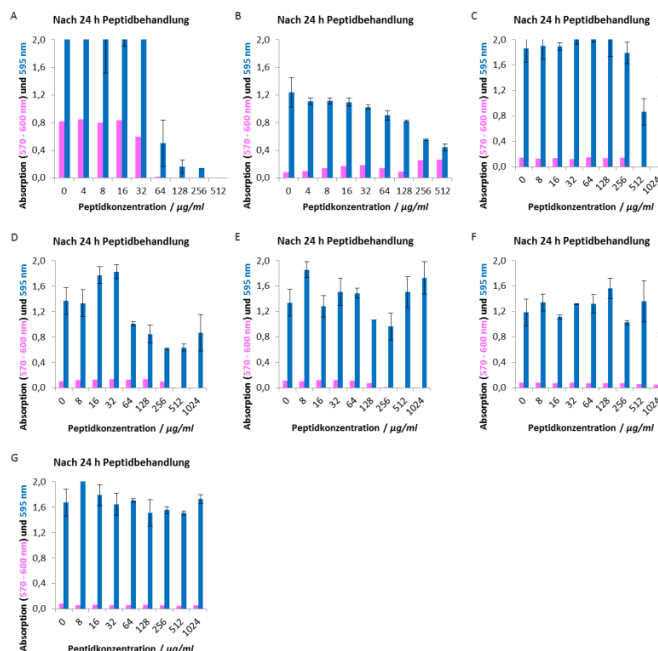 A
Nach 24 h Peptidbehandlung
Absorption (570 - 600 nm) und 595 nm
2,0
1,6
1,2
0,8
0,4
0,0
0 4 8 16 32 64 128 256 512
Peptidkonzentration / µg/ml
B
Nach 24 h Peptidbehandlung
Absorption (570 - 600 nm) und 595 nm
2,0
1,6
1,2
0,8
0,4
0,0
0 4 8 16 32 64 128 256 512
Peptidkonzentration / µg/ml
C
Nach 24 h Peptidbehandlung
Absorption (570 - 600 nm) und 595 nm
2,0
1,6
1,2
0,8
0,4
0,0
0 8 16 32 64 128 256 512 1024
Peptidkonzentration / µg/ml
D
Nach 24 h Peptidbehandlung
Absorption (570 - 600 nm) und 595 nm
2,0
1,6
1,2
0,8
0,4
0,0
0 8 16 32 64 128 256 512 1024
Peptidkonzentration / µg/ml
E
Nach 24 h Peptidbehandlung
Absorption (570 - 600 nm) und 595 nm
2,0
1,6
1,2
0,8
0,4
0,0
0 8 16 32 64 128 256 512 1024
Peptidkonzentration / µg/ml
F
Nach 24 h Peptidbehandlung
Absorption (570 - 600 nm) und 595 nm
2,0
1,6
1,2
0,8
0,4
0,0
0 8 16 32 64 128 256 512 1024
Peptidkonzentration / µg/ml
G
Nach 24 h Peptidbehandlung
Absorption (570 - 600 nm) und 595 nm
2,0
1,6
1,2
0,8
0,4
0,0
0 8 16 32 64 128 256 512 1024
Peptidkonzentration / µg/ml